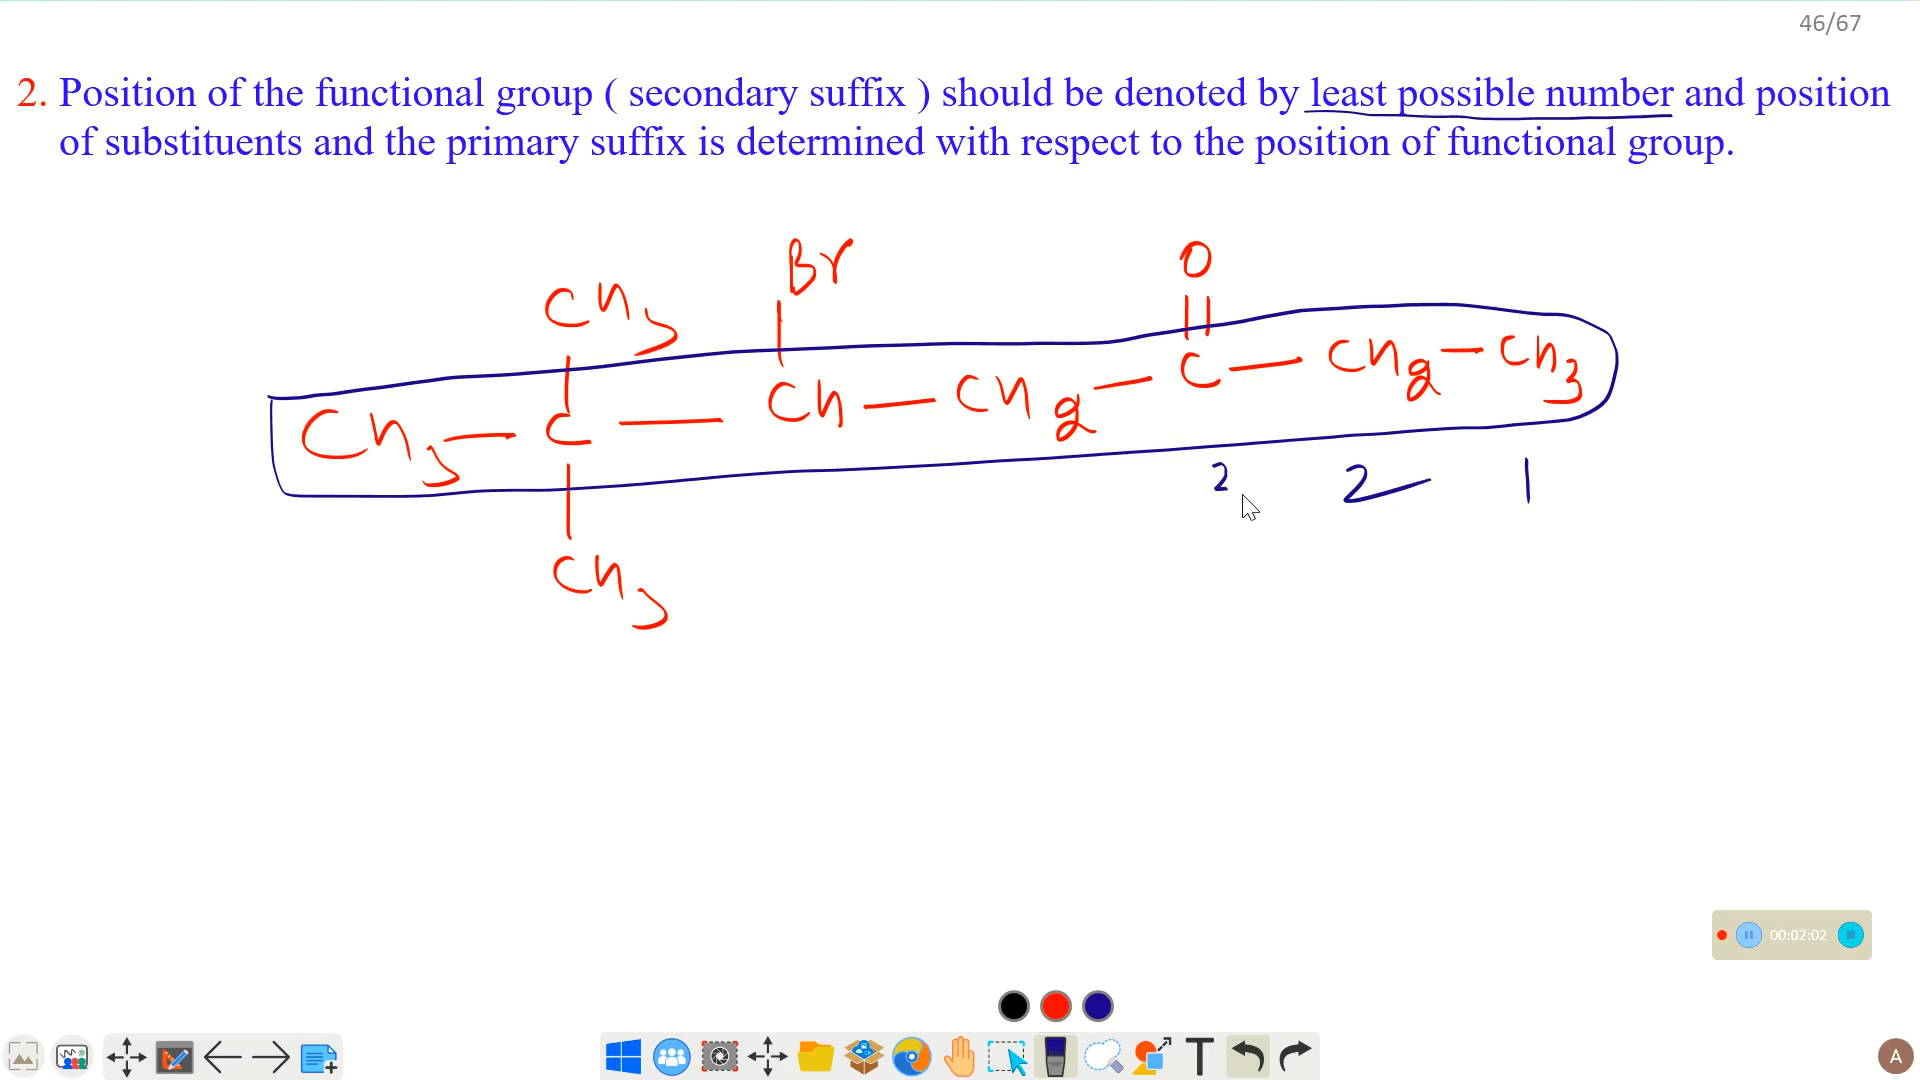 46/67
2. Position of the functional group ( secondary suffix ) should be denoted by least possible number and position
of substituents and the primary suffix is determined with respect to the position of functional group.
Br
O
CH3
CH3 — C — CH — CH2 — C — CH2 — CH3
2 2 1
CH3
00:02:02
T
A